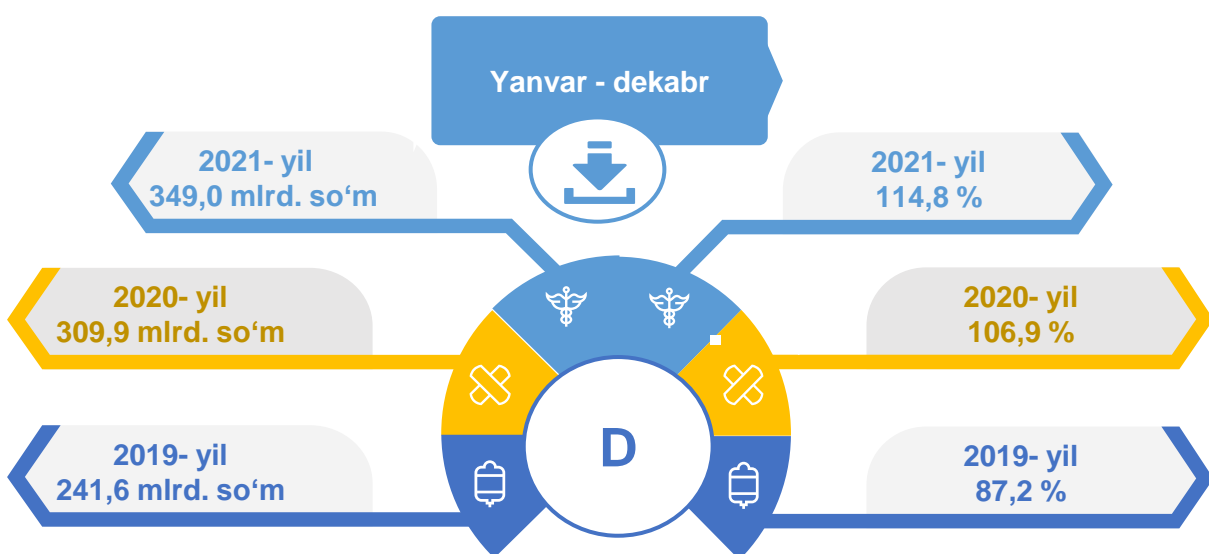 Yanvar - dekabr
2021- yil
349,0 mlrd. so‘m
2021- yil
114,8 %
2020- yil
309,9 mlrd. so‘m
2020- yil
106,9 %
D
2019- yil
241,6 mlrd. so‘m
2019- yil
87,2 %